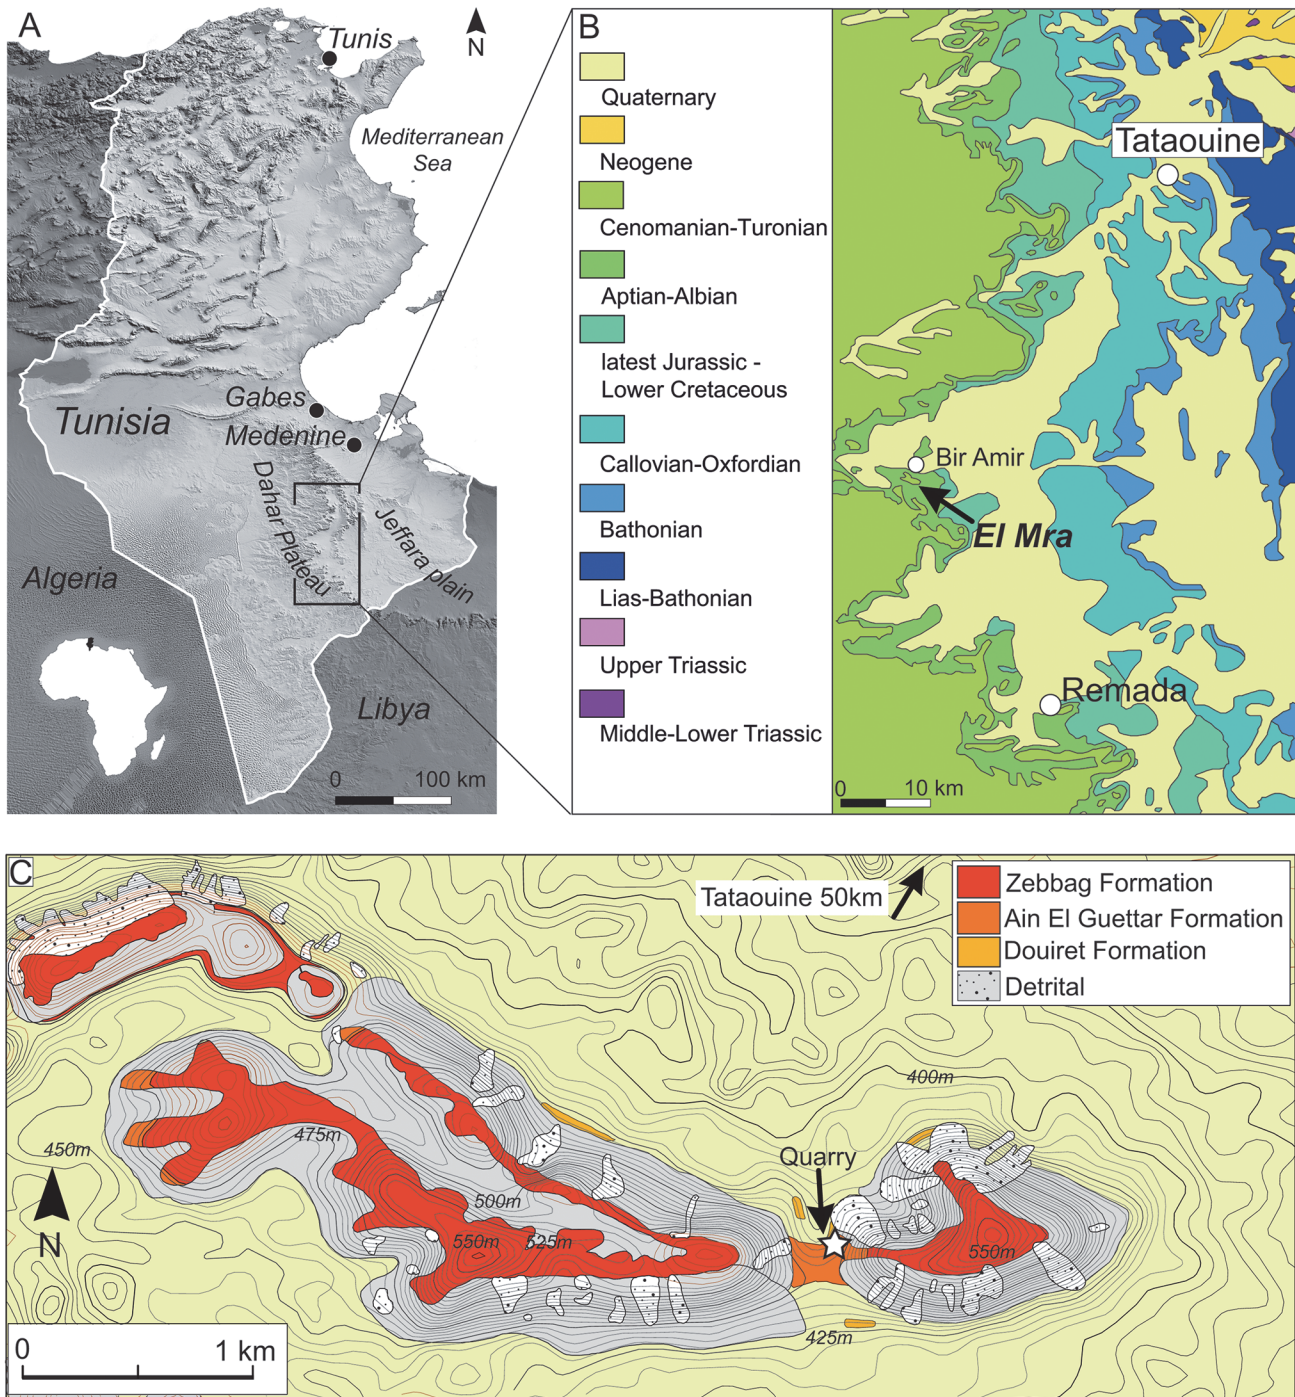 A
N
Tunis
Mediterranean
Sea
Gabes
Medenine
Tunisia
Dahar Plateau
Jeffara plain
Algeria
Libya
0 100 km
B
Quaternary
Neogene
Cenomanian-Turonian
Aptian-Albian
latest Jurassic -
Lower Cretaceous
Callovian-Oxfordian
Bathonian
Lias-Bathonian
Upper Triassic
Middle-Lower Triassic
Tataouine
Bir Amir
El Mra
Remada
0 10 km
C
Tataouine 50km
Zebbag Formation
Ain El Guettar Formation
Douiret Formation
Detrital
400m
475m
450m
Quarry
500m
550m
525m
550m
N
425m
0 1 km